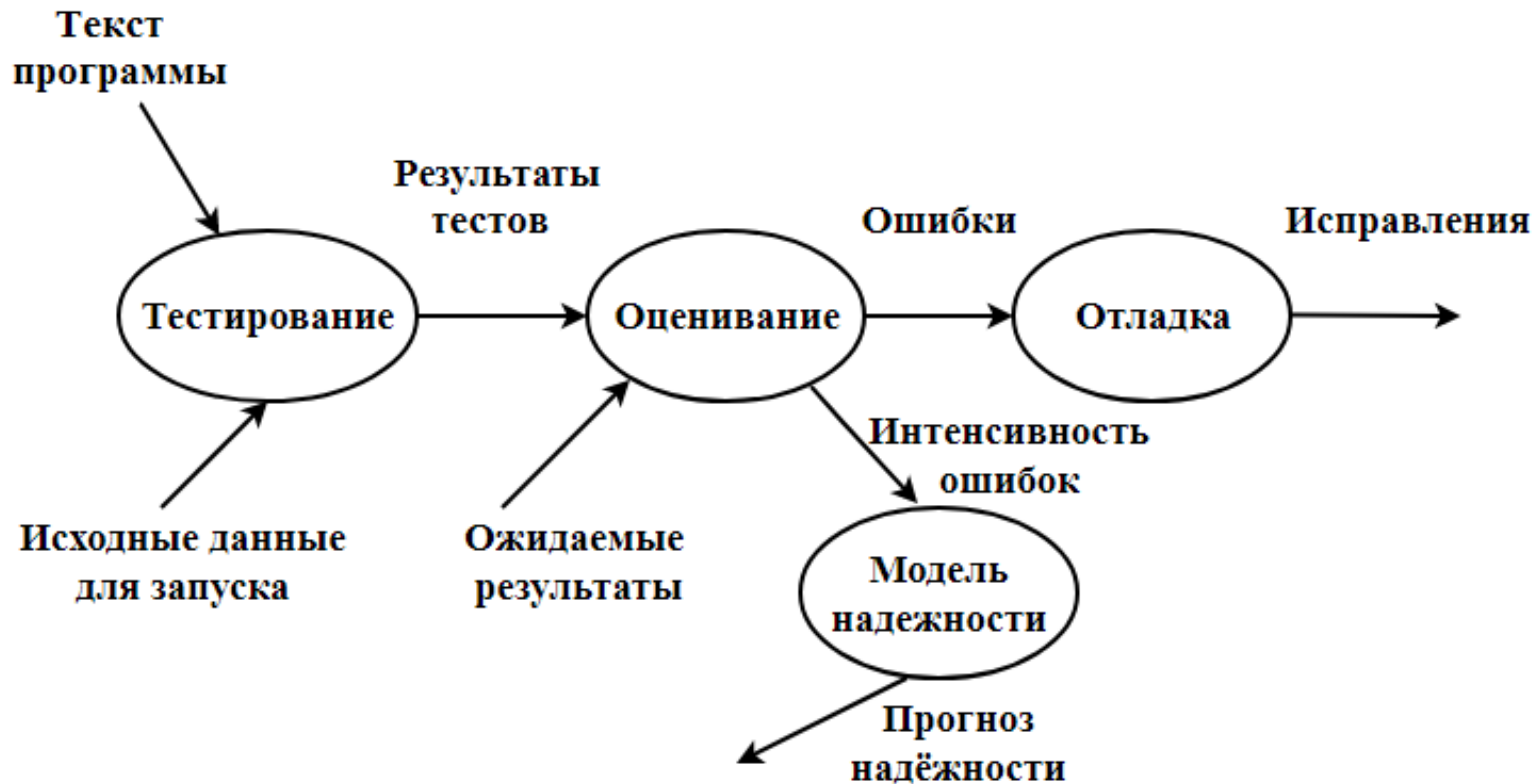 Текст
программы
Результаты
тестов
Ошибки
Исправления
Тестирование
Оценивание
Отладка
Интенсивность
ошибок
Исходные данные
для запуска
Ожидаемые
результаты
Модель
надежности
Прогноз
надёжности